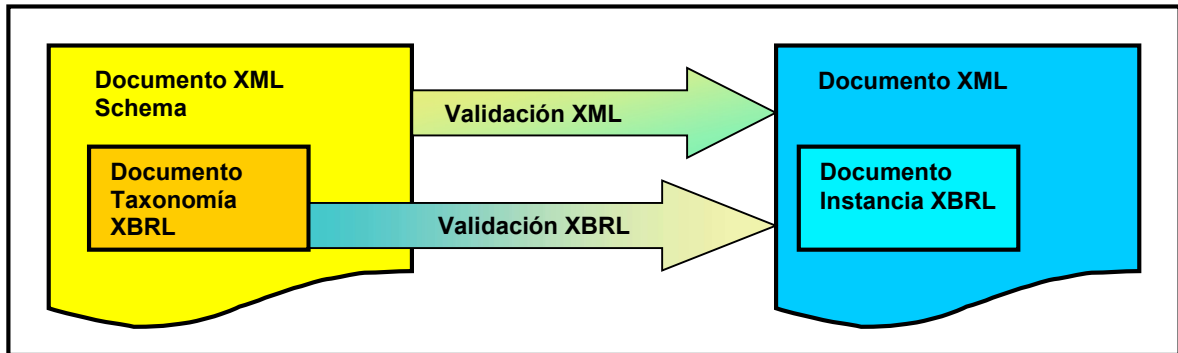 Documento XML
Schema
Validación XML
Documento XML
Documento
Taxonomía
XBRL
Validación XBRL
Documento
Instancia XBRL